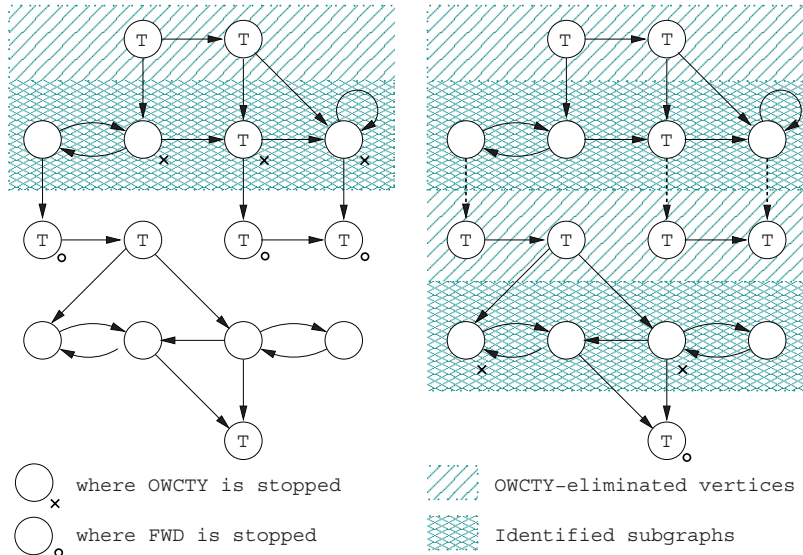 T T T T
T T
T T T T T T T T
T T
where OWCTY is stopped OWCTY-eliminated vertices
where FWD is stopped Identified subgraphs